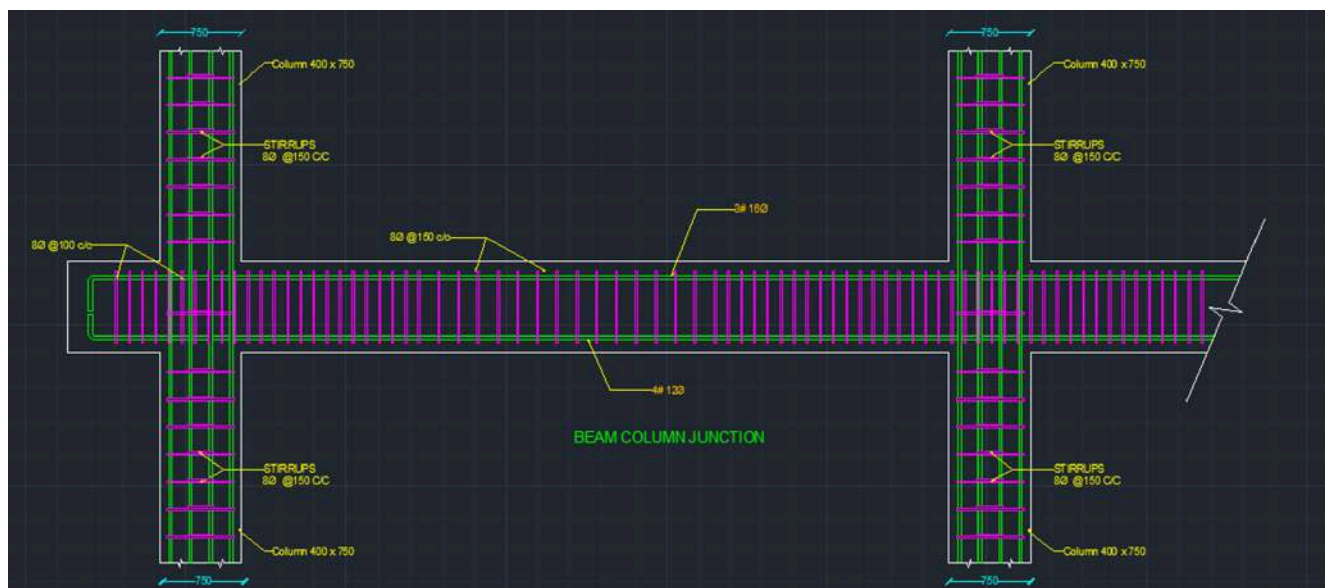 750
750
Column 400 x 750
Column 400 x 750
STIRRUPS
8Ø @150 C/C
STIRRUPS
8Ø @150 C/C
3# 16Ø
8Ø @100 c/c
8Ø @150 c/c
4# 12Ø
BEAM COLUMN JUNCTION
STIRRUPS
8Ø @150 C/C
STIRRUPS
8Ø @150 C/C
Column 400 x 750
Column 400 x 750
750
750